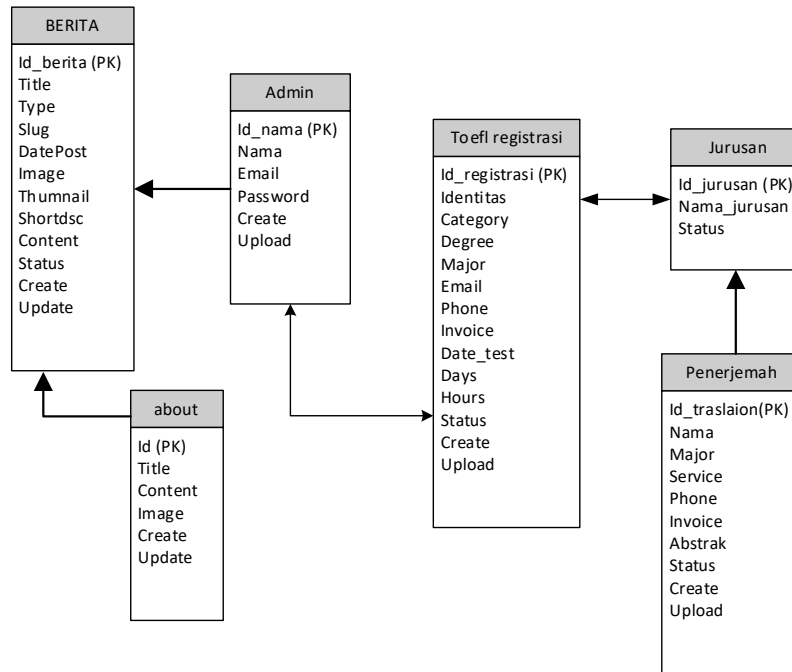 BERITA
Id_berita (PK)
Title
Type
Slug
DatePost
Image
Thumnail
Shortdsc
Content
Status
Create
Update
Admin
Id_nama (PK)
Nama
Email
Password
Create
Upload
about
Id (PK)
Title
Content
Image
Create
Update
Toefl registrasi
Id_registrasi (PK)
Identitas
Category
Degree
Major
Email
Phone
Invoice
Date_test
Days
Hours
Status
Create
Upload
Jurusan
Id_jurusan (PK)
Nama_jurusan
Status
Penerjemah
Id_traslaion(PK)
Nama
Major
Service
Phone
Invoice
Abstrak
Status
Create
Upload